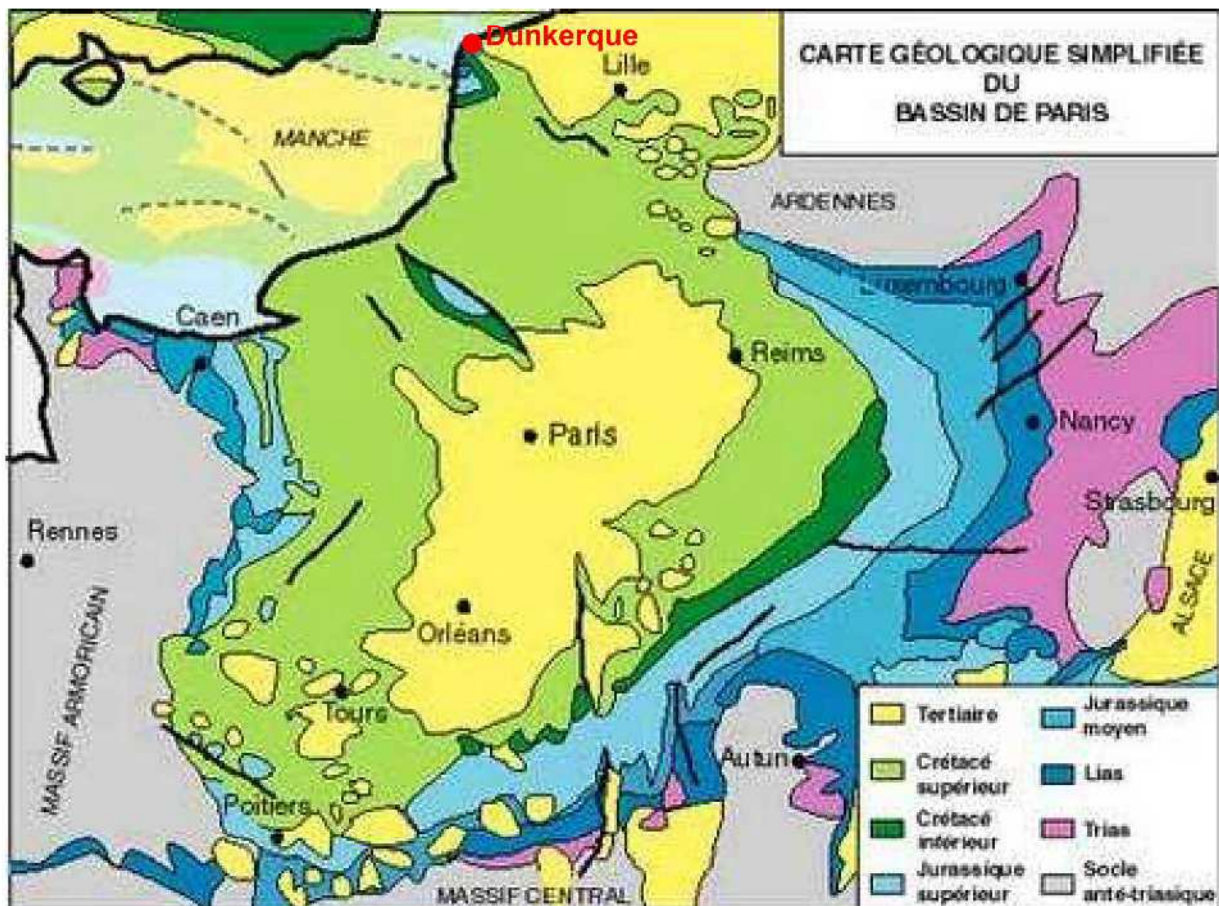 Dunkerque
Lille
CARTE GÉOLOGIQUE SIMPLIFIÉE
DU
BASSIN DE PARIS
MANCHE
ARDENNES
Luxembourg
Caen
Reims
Paris
Nancy
Strasbourg
Rennes
ALSACE
Orléans
MASSIF ARMORICAIN
Tours
Autun
Poitiers
MASSIF CENTRAL
Tertiaire
Crétacé
supérieur
Crétacé
inférieur
Jurassique
supérieur
Jurassique
moyen
Lias
Trias
Socle
anté-triasique